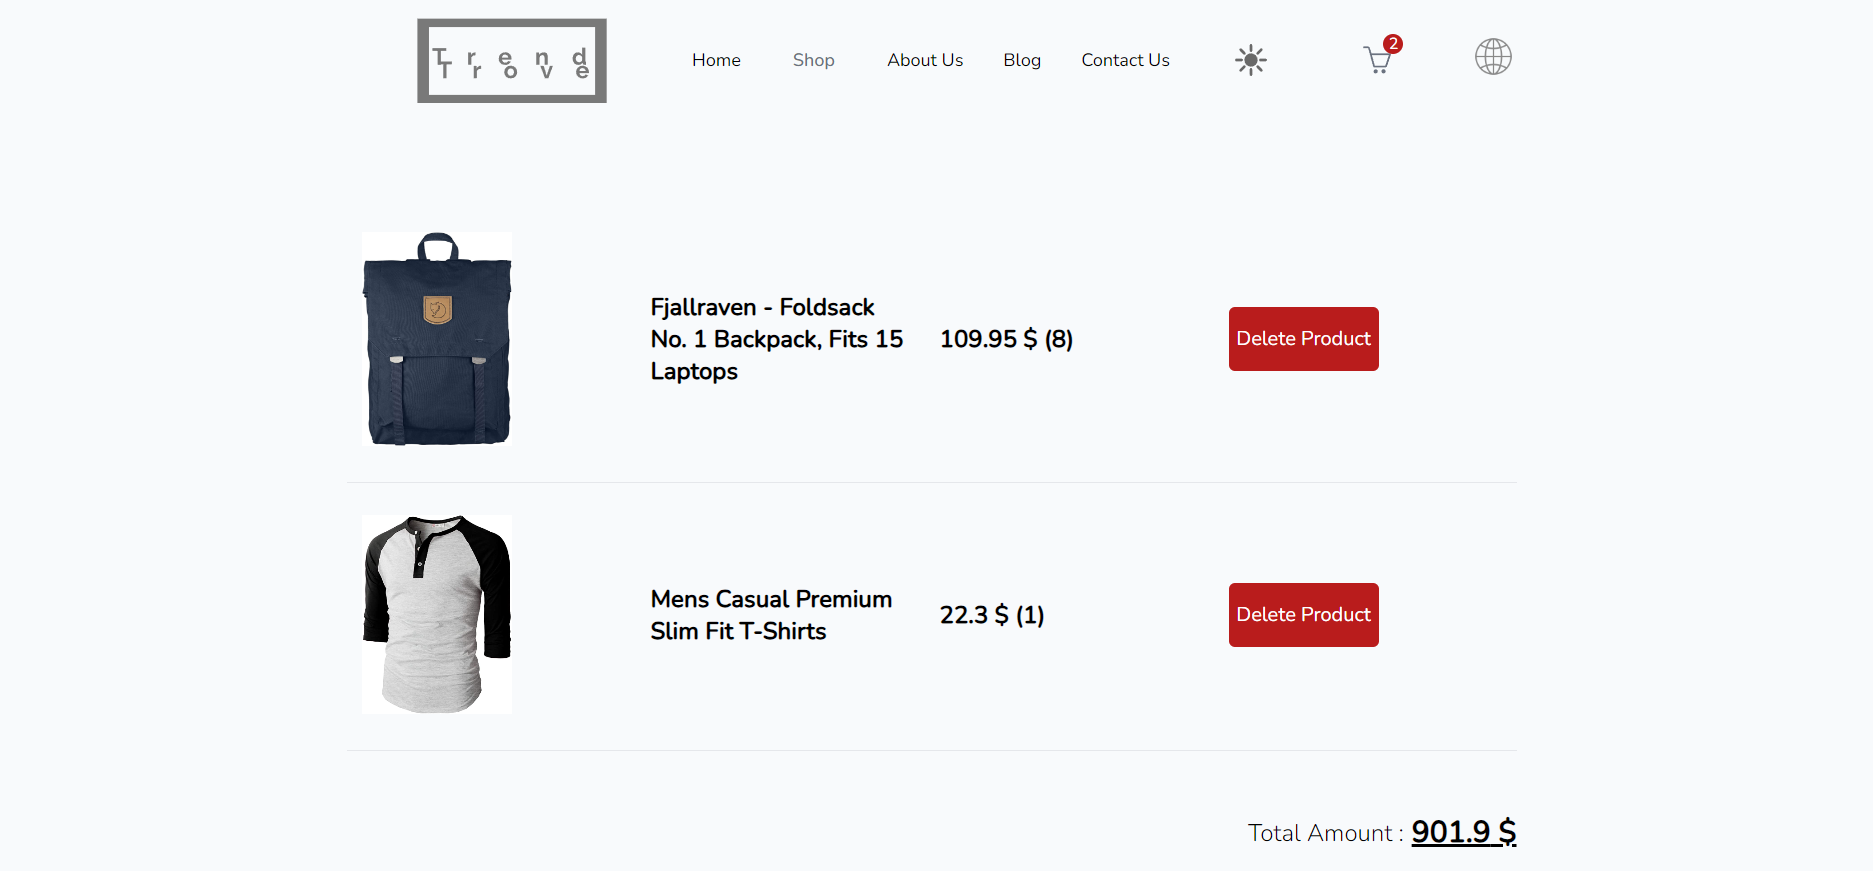 Trend
Trove
Home
Shop
About Us
Blog
Contact Us
2
Fjallraven - Foldsack
No. 1 Backpack, Fits 15
Laptops
109.95 $ (8)
Delete Product
Mens Casual Premium
Slim Fit T-Shirts
22.3 $ (1)
Delete Product
Total Amount : 901.9 $